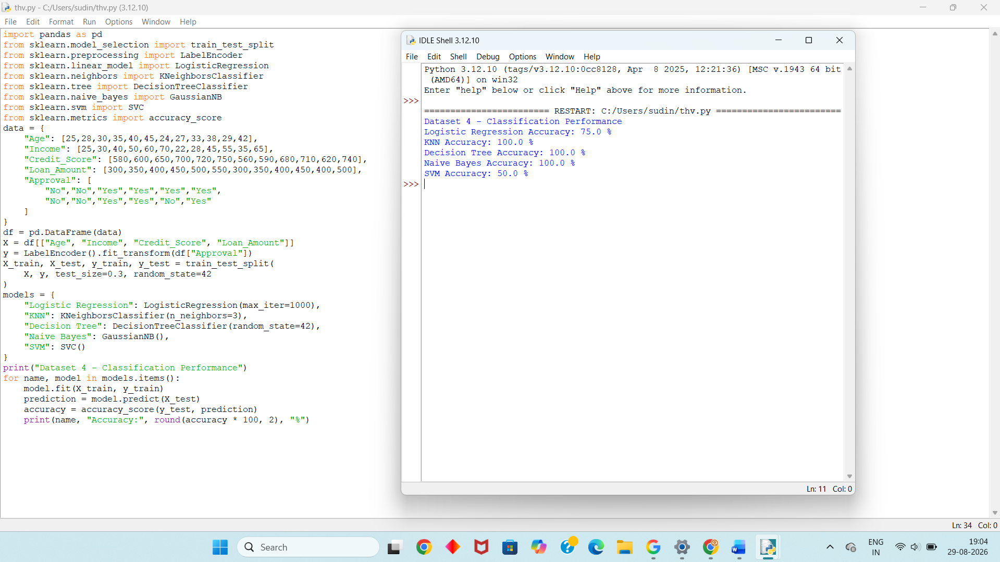 thv.py - C:/Users/sudin/thv.py (3.12.10)
File Edit Format Run Options Window Help
import pandas as pd
from sklearn.model_selection import train_test_split
from sklearn.preprocessing import LabelEncoder
from sklearn.linear_model import LogisticRegression
from sklearn.neighbors import KNeighborsClassifier
from sklearn.tree import DecisionTreeClassifier
from sklearn.naive_bayes import GaussianNB
from sklearn.svm import SVC
from sklearn.metrics import accuracy_score
data = {
    "Age": [25,28,30,35,40,45,24,27,33,38,29,42],
    "Income": [25,30,40,50,60,70,22,28,45,55,35,65],
    "Credit_Score": [580,600,650,700,720,750,560,590,680,710,620,740],
    "Loan_Amount": [300,350,400,450,500,550,300,350,400,450,400,500],
    "Approval": [
        "No","No","Yes","Yes","Yes","Yes",
        "No","No","Yes","Yes","No","Yes"
    ]
}
df = pd.DataFrame(data)
X = df[["Age", "Income", "Credit_Score", "Loan_Amount"]]
y = LabelEncoder().fit_transform(df["Approval"])
X_train, X_test, y_train, y_test = train_test_split(
    X, y, test_size=0.3, random_state=42
)
models = {
    "Logistic Regression": LogisticRegression(max_iter=1000),
    "KNN": KNeighborsClassifier(n_neighbors=3),
    "Decision Tree": DecisionTreeClassifier(random_state=42),
    "Naive Bayes": GaussianNB(),
    "SVM": SVC()
}
print("Dataset 4 - Classification Performance")
for name, model in models.items():
    model.fit(X_train, y_train)
    prediction = model.predict(X_test)
    accuracy = accuracy_score(y_test, prediction)
    print(name, "Accuracy:", round(accuracy * 100, 2), "%")
IDLE Shell 3.12.10
File Edit Shell Debug Options Window Help
Python 3.12.10 (tags/v3.12.10:0cc8128, Apr  8 2025, 12:21:36) [MSC v.1943 64 bit
 (AMD64)] on win32
Enter "help" below or click "Help" above for more information.
>>>
======================== RESTART: C:/Users/sudin/thv.py ========================
Dataset 4 - Classification Performance
Logistic Regression Accuracy: 75.0 %
KNN Accuracy: 100.0 %
Decision Tree Accuracy: 100.0 %
Naive Bayes Accuracy: 100.0 %
SVM Accuracy: 50.0 %
>>>
Ln: 11 Col: 0
Ln: 34 Col: 0
Search
ENG
IN
19:04
29-08-2026